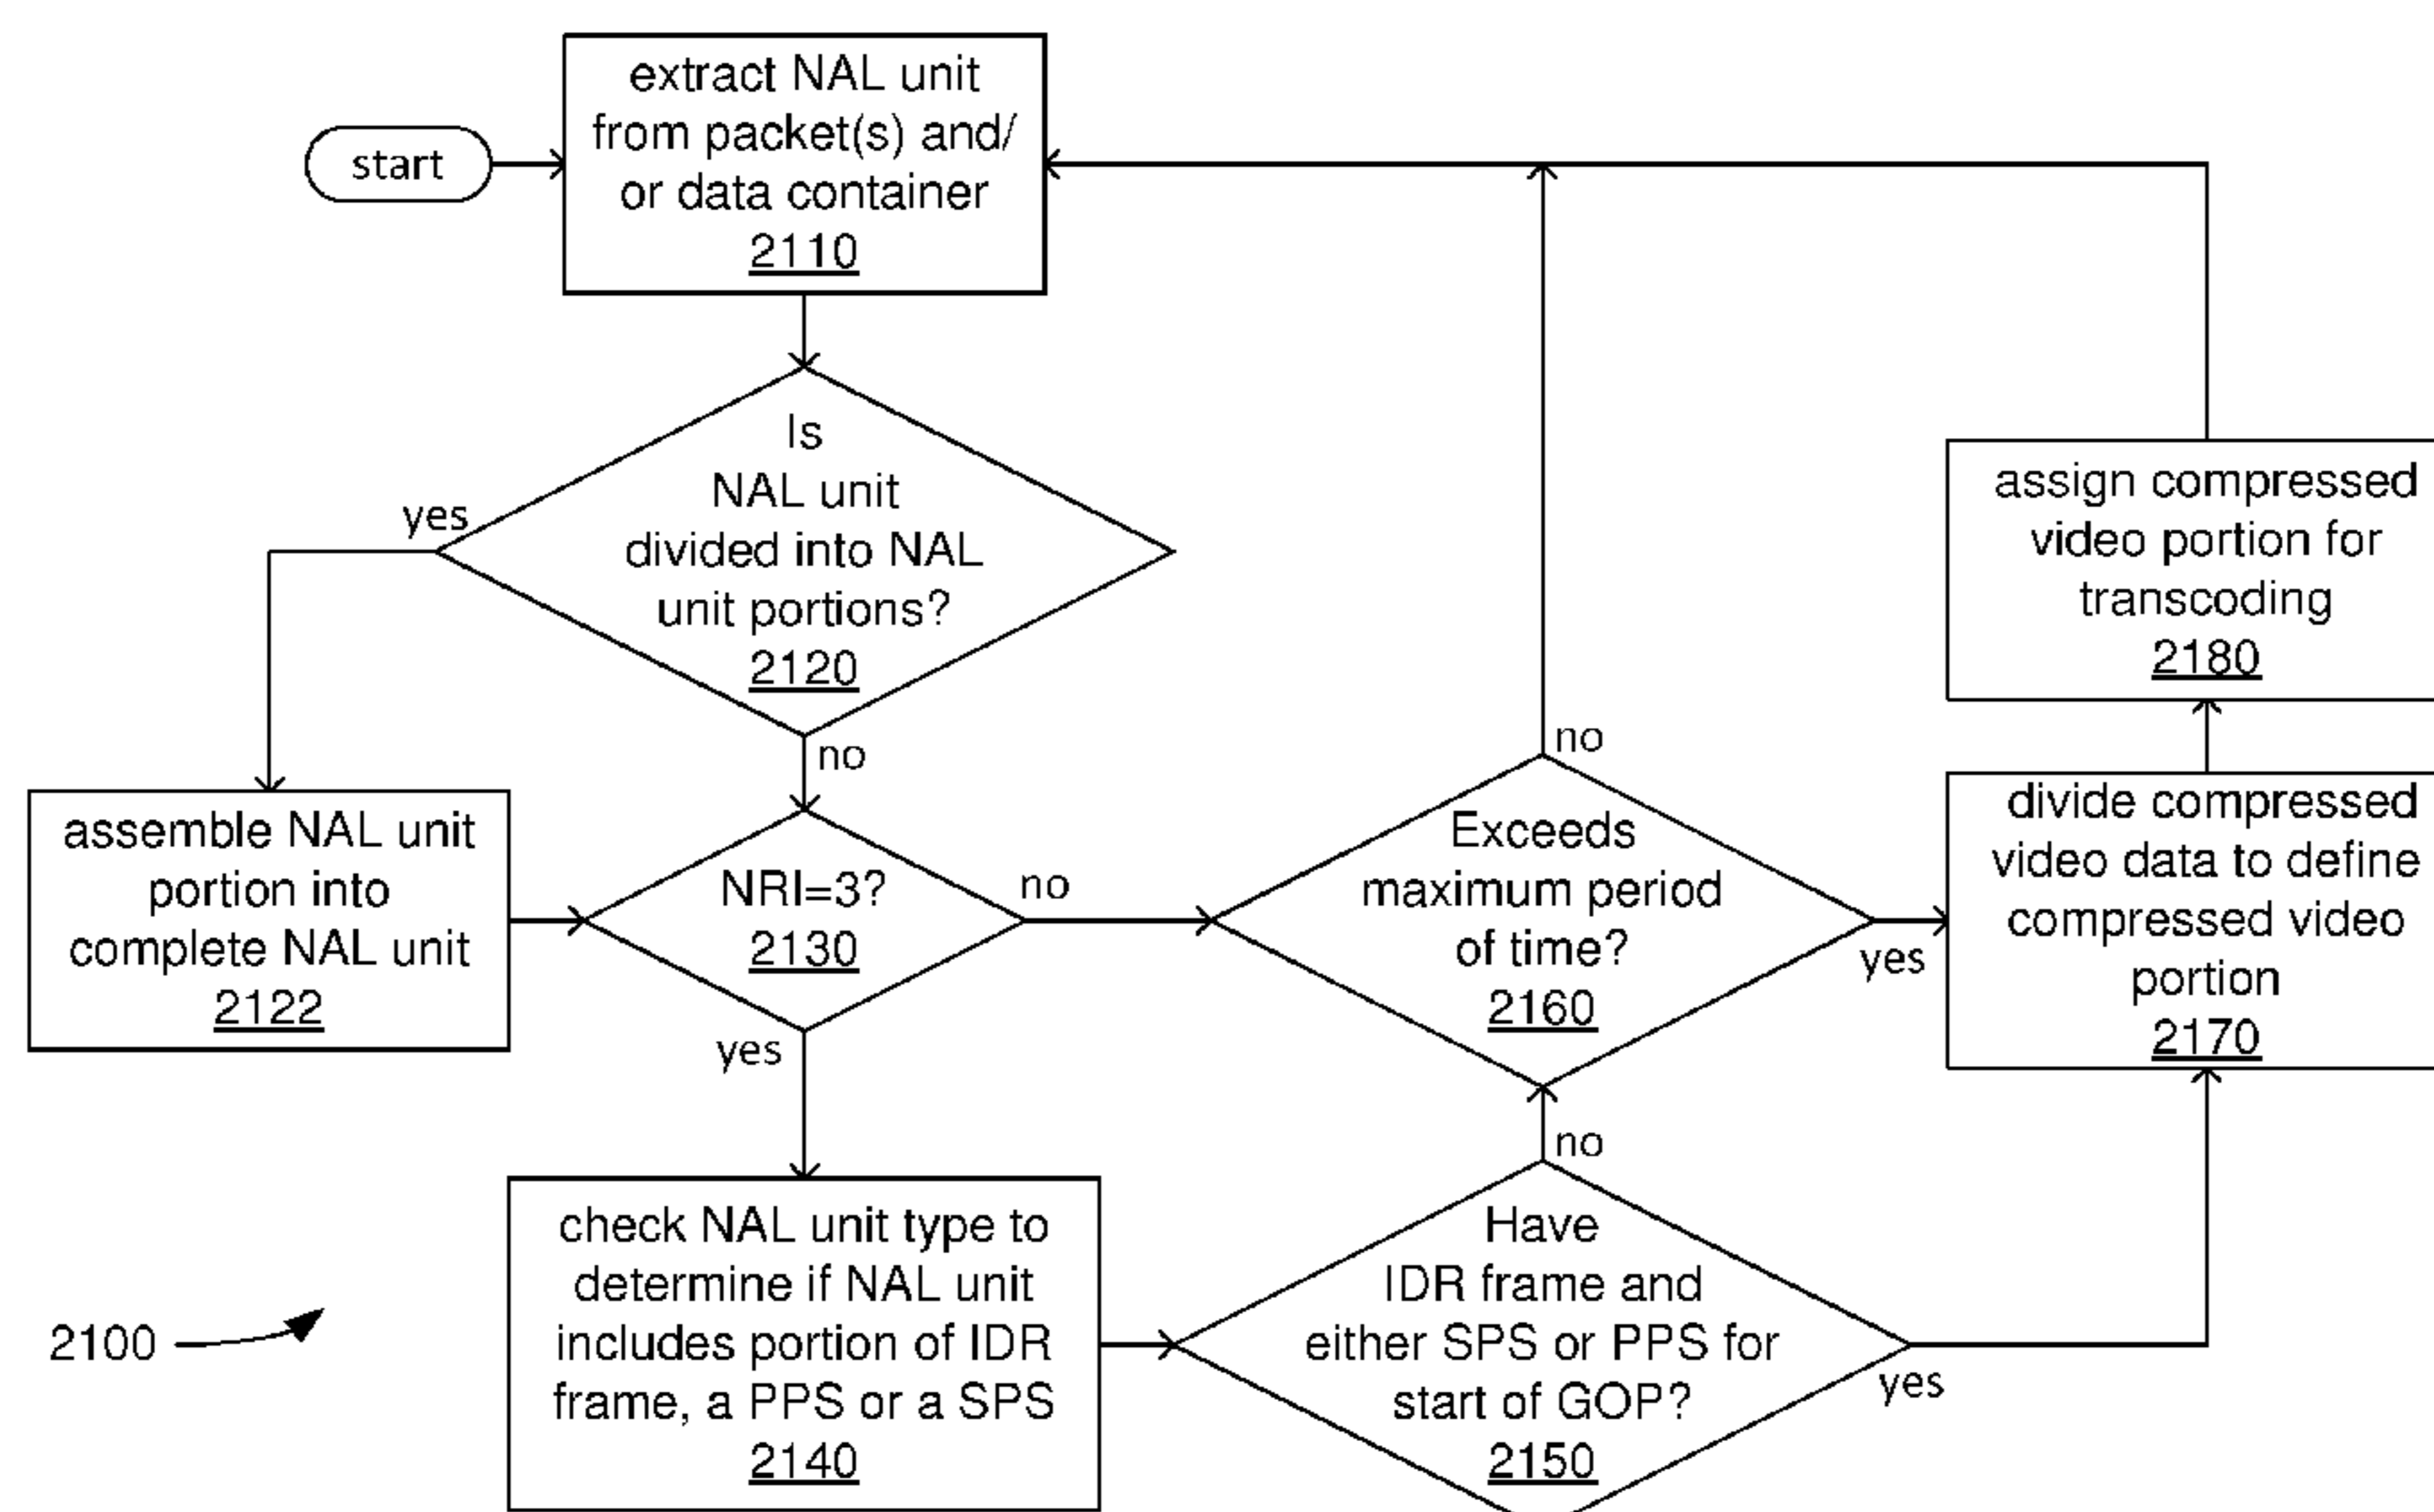 start
extract NAL unit
from packet(s) and/
or data container
2110
Is
NAL unit
divided into NAL
unit portions?
2120
yes
no
assemble NAL unit
portion into
complete NAL unit
2122
NRI=3?
2130
no
yes
check NAL unit type to
determine if NAL unit
includes portion of IDR
frame, a PPS or a SPS
2140
Have
IDR frame and
either SPS or PPS for
start of GOP?
2150
no
yes
Exceeds
maximum period
of time?
2160
no
yes
divide compressed
video data to define
compressed video
portion
2170
assign compressed
video portion for
transcoding
2180
2100